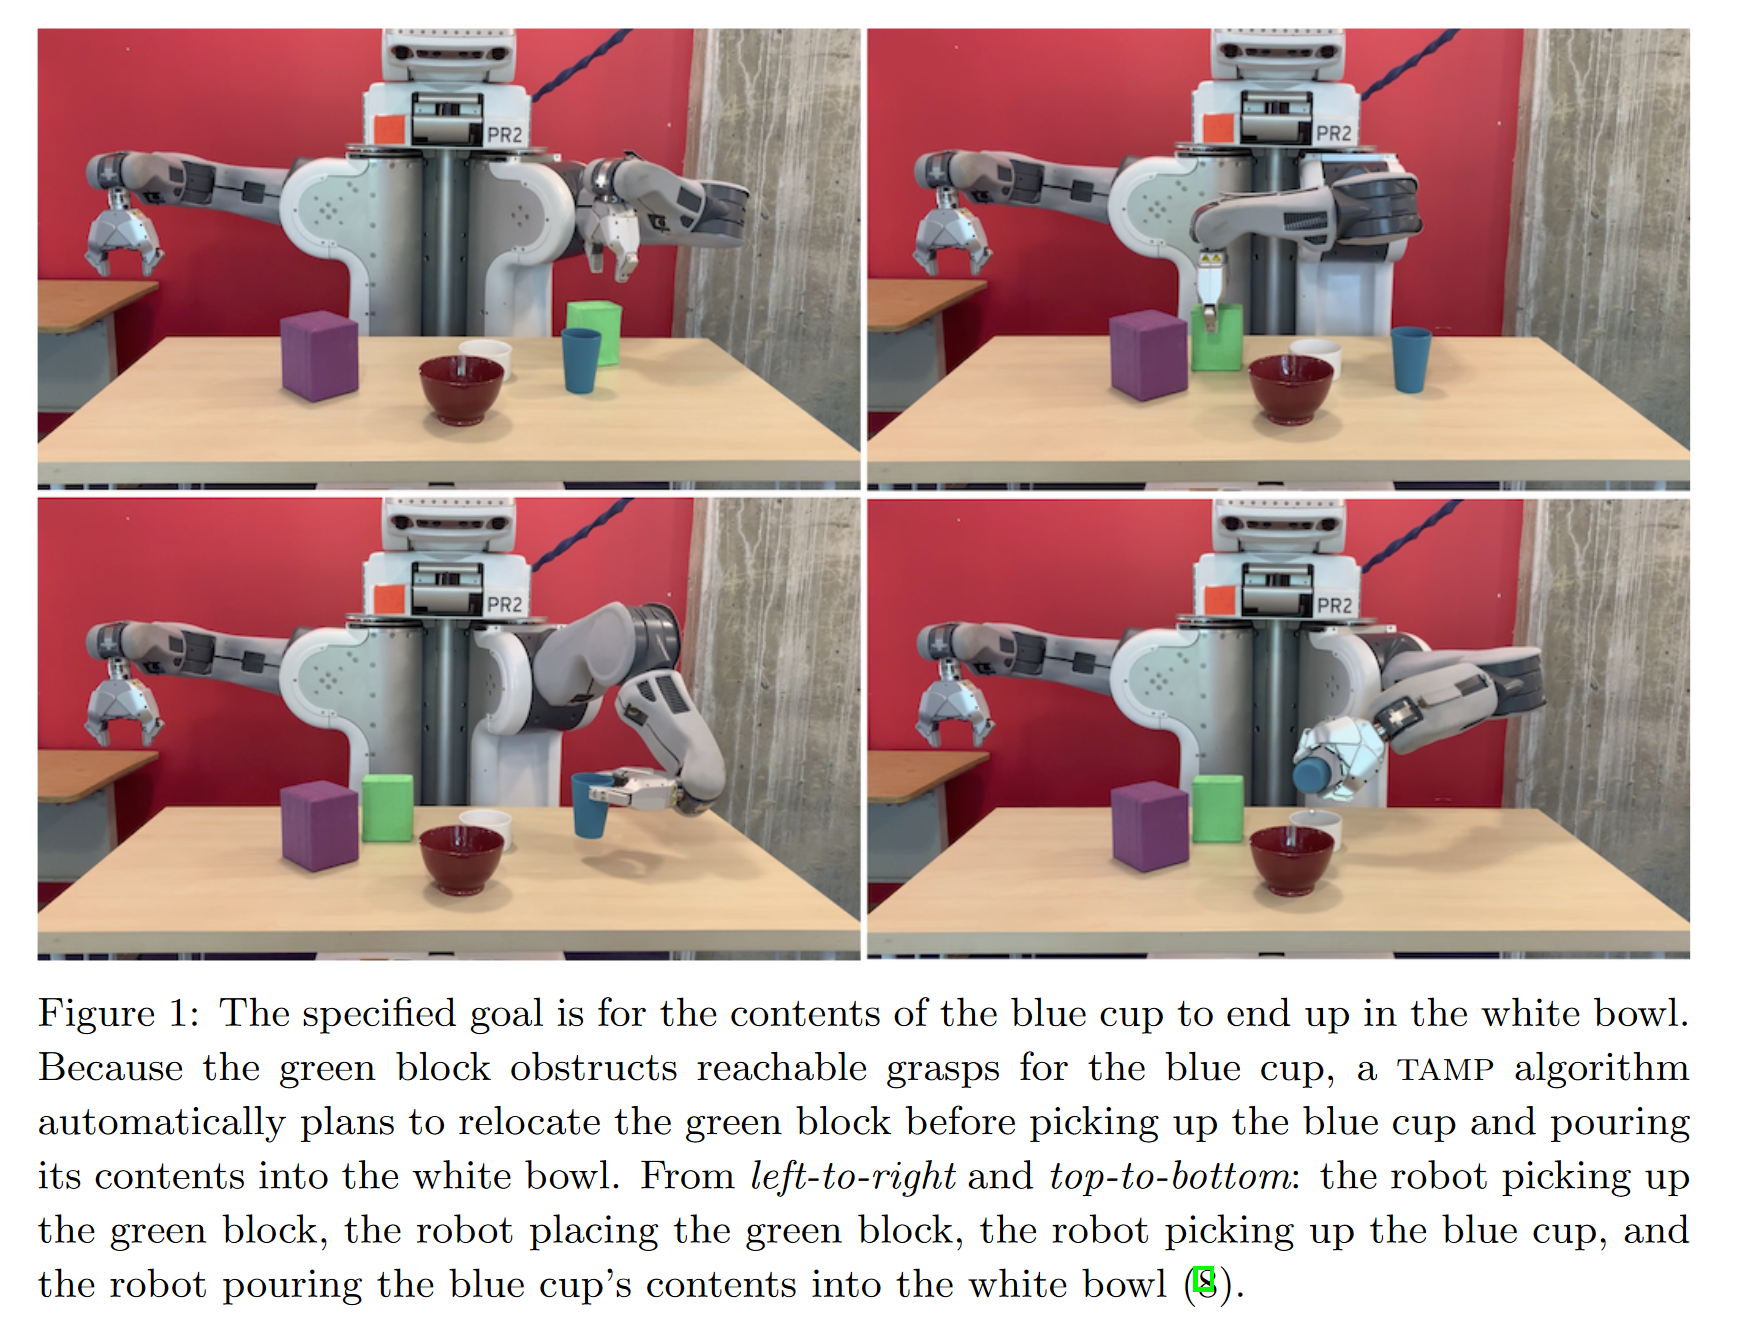 PR2
PR2
PR2
PR2
Figure 1: The specified goal is for the contents of the blue cup to end up in the white bowl.
Because the green block obstructs reachable grasps for the blue cup, a TAMP algorithm
automatically plans to relocate the green block before picking up the blue cup and pouring
its contents into the white bowl. From left-to-right and top-to-bottom: the robot picking up
the green block, the robot placing the green block, the robot picking up the blue cup, and
the robot pouring the blue cup's contents into the white bowl (8).